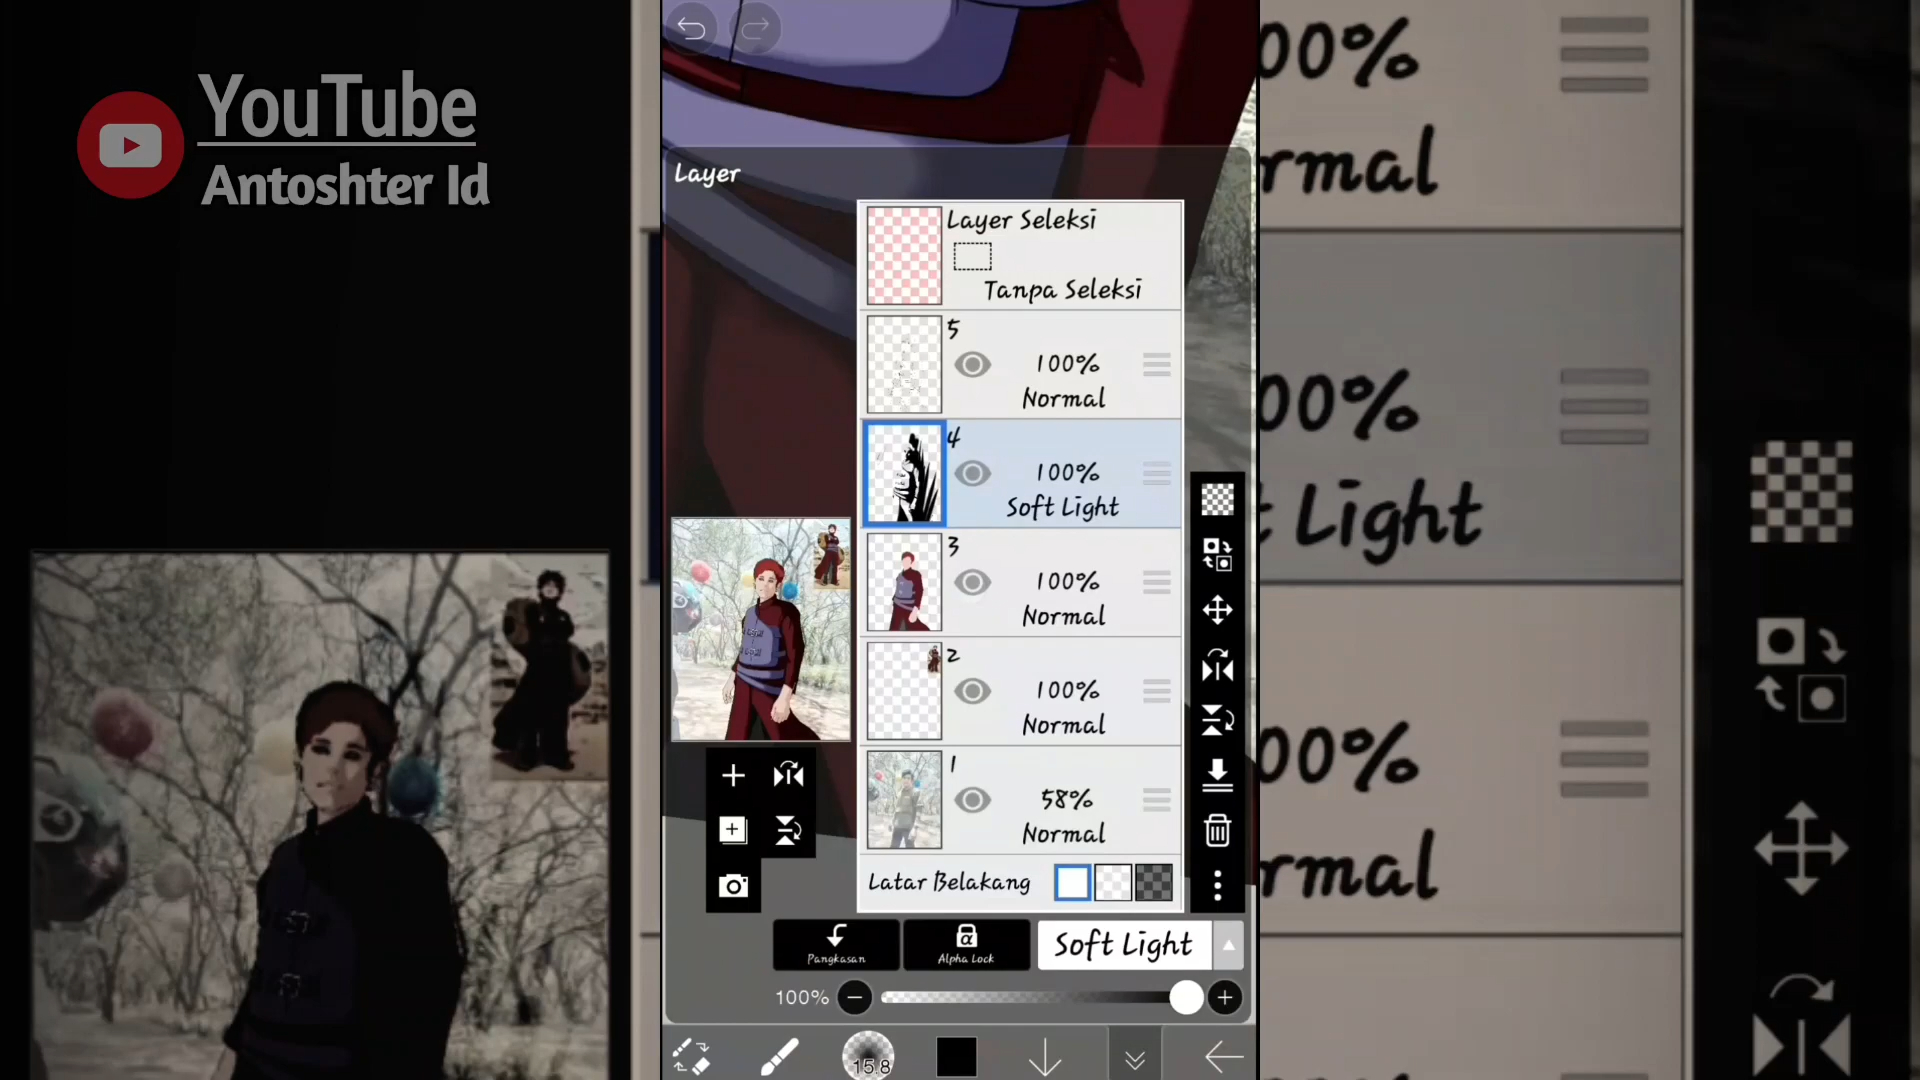 YouTube
Antoshter Id
Layer
Layer Seleksi
Tanpa Seleksi
5
100%
Normal
4
100%
Soft Light
3
100%
Normal
2
100%
Normal
1
58%
Normal
Latar Belakang
Pangkasan
α
Alpha Lock
Soft Light
100%
15.8
00%
rmal
00%
t Light
00%
rmal